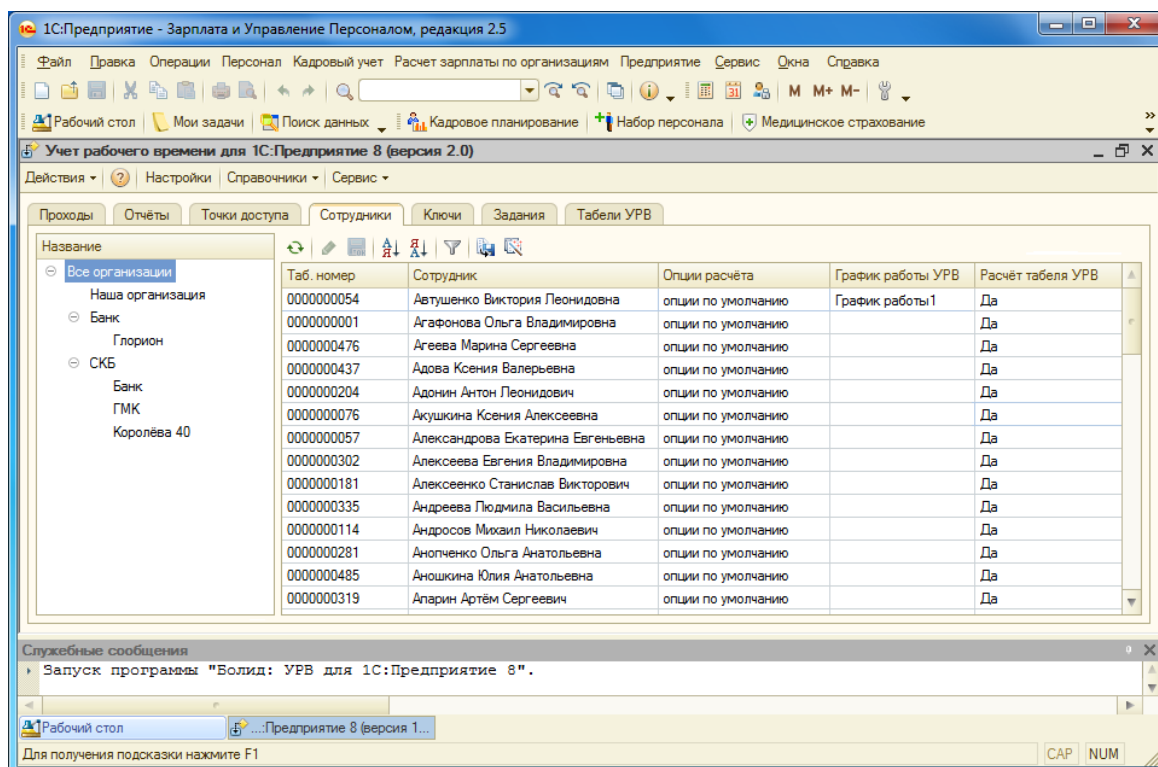 1С:Предприятие - Зарплата и Управление Персоналом, редакция 2.5
Файл Правка Операции Персонал Кадровый учет Расчет зарплаты по организациям Предприятие Сервис Окна Справка
M M+ M-
Рабочий стол Мои задачи Поиск данных Кадровое планирование Набор персонала Медицинское страхование
Учет рабочего времени для 1С:Предприятие 8 (версия 2.0)
Действия Настройки Справочники Сервис
Проходы Отчёты Точки доступа Сотрудники Ключи Задания Табели УРВ
Название
Все организации
Наша организация
Банк
Глорион
СКБ
Банк
ГМК
Королёва 40
Таб. номер Сотрудник Опции расчёта График работы УРВ Расчёт табеля УРВ
0000000054 Автушенко Виктория Леонидовна опции по умолчанию График работы1 Да
0000000001 Агафонова Ольга Владимировна опции по умолчанию Да
0000000476 Агеева Марина Сергеевна опции по умолчанию Да
0000000437 Адова Ксения Валерьевна опции по умолчанию Да
0000000204 Адонин Антон Леонидович опции по умолчанию Да
0000000076 Акушкина Ксения Алексеевна опции по умолчанию Да
0000000057 Александрова Екатерина Евгеньевна опции по умолчанию Да
0000000302 Алексеева Евгения Владимировна опции по умолчанию Да
0000000181 Алексеенко Станислав Викторович опции по умолчанию Да
0000000335 Андреева Людмила Васильевна опции по умолчанию Да
0000000114 Андросов Михаил Николаевич опции по умолчанию Да
0000000281 Анопченко Ольга Анатольевна опции по умолчанию Да
0000000485 Аношкина Юлия Анатольевна опции по умолчанию Да
0000000319 Апарин Артём Сергеевич опции по умолчанию Да
Служебные сообщения
Запуск программы "Болид: УРВ для 1С:Предприятие 8".
Рабочий стол ...:Предприятие 8 (версия 1...
Для получения подсказки нажмите F1 CAP NUM